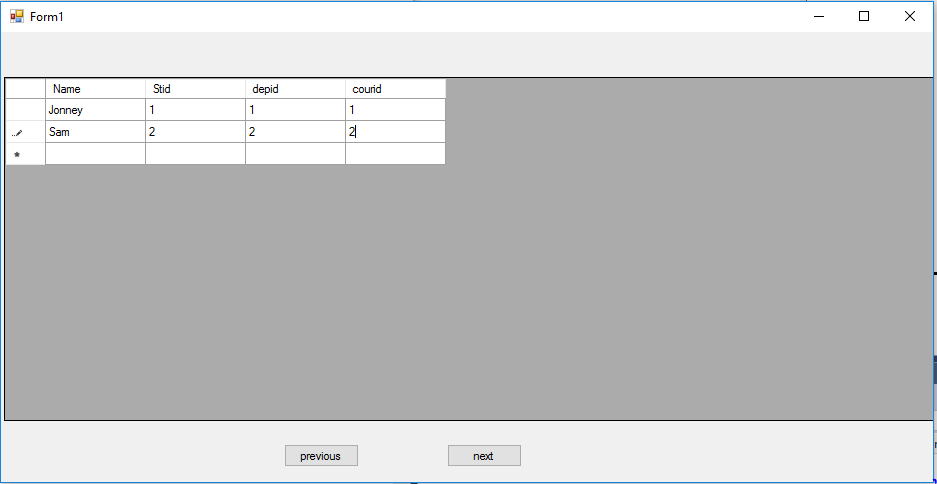 Form1
Name Stid depid courid
Jonney 1 1 1
Sam 2 2 2
previous next